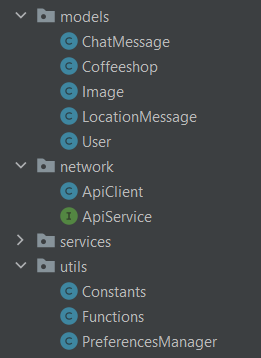 models
ChatMessage
Coffeeshop
Image
LocationMessage
User
network
ApiClient
ApiService
services
utils
Constants
Functions
PreferencesManager